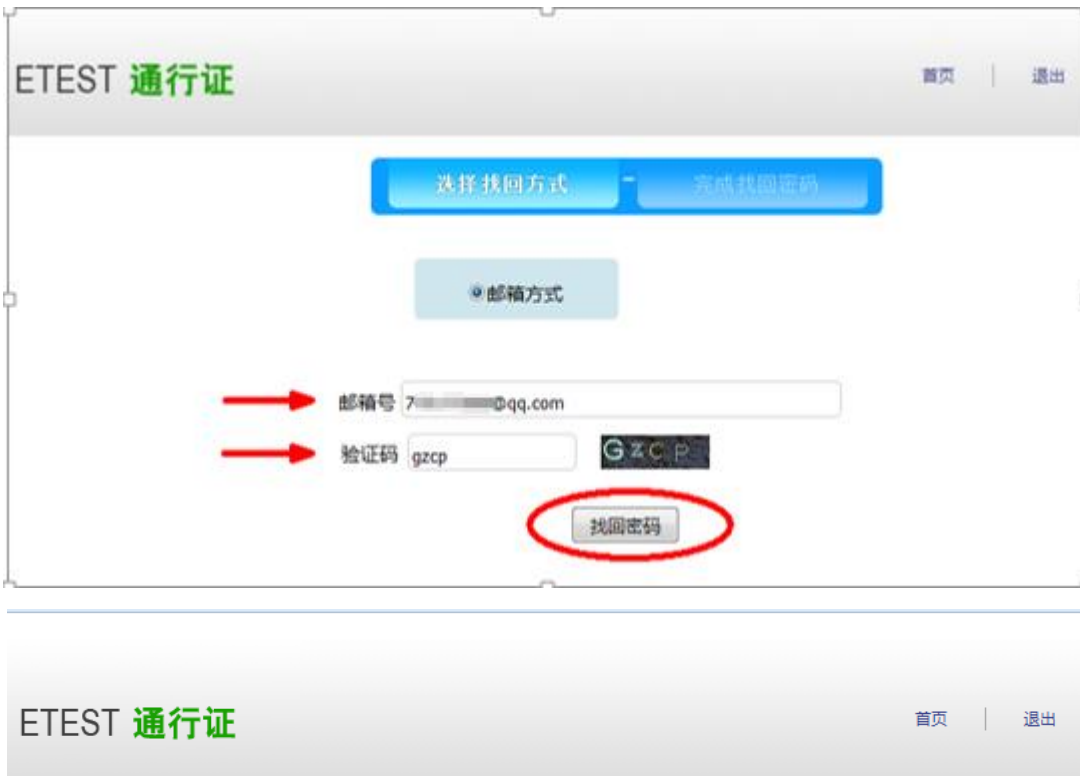 ETEST 通行证 首页 | 退出
选择找回方式 - 完成找回密码
邮箱方式
邮箱号 7 @qq.com
验证码 gzcp GzCP
找回密码
ETEST 通行证 首页 | 退出